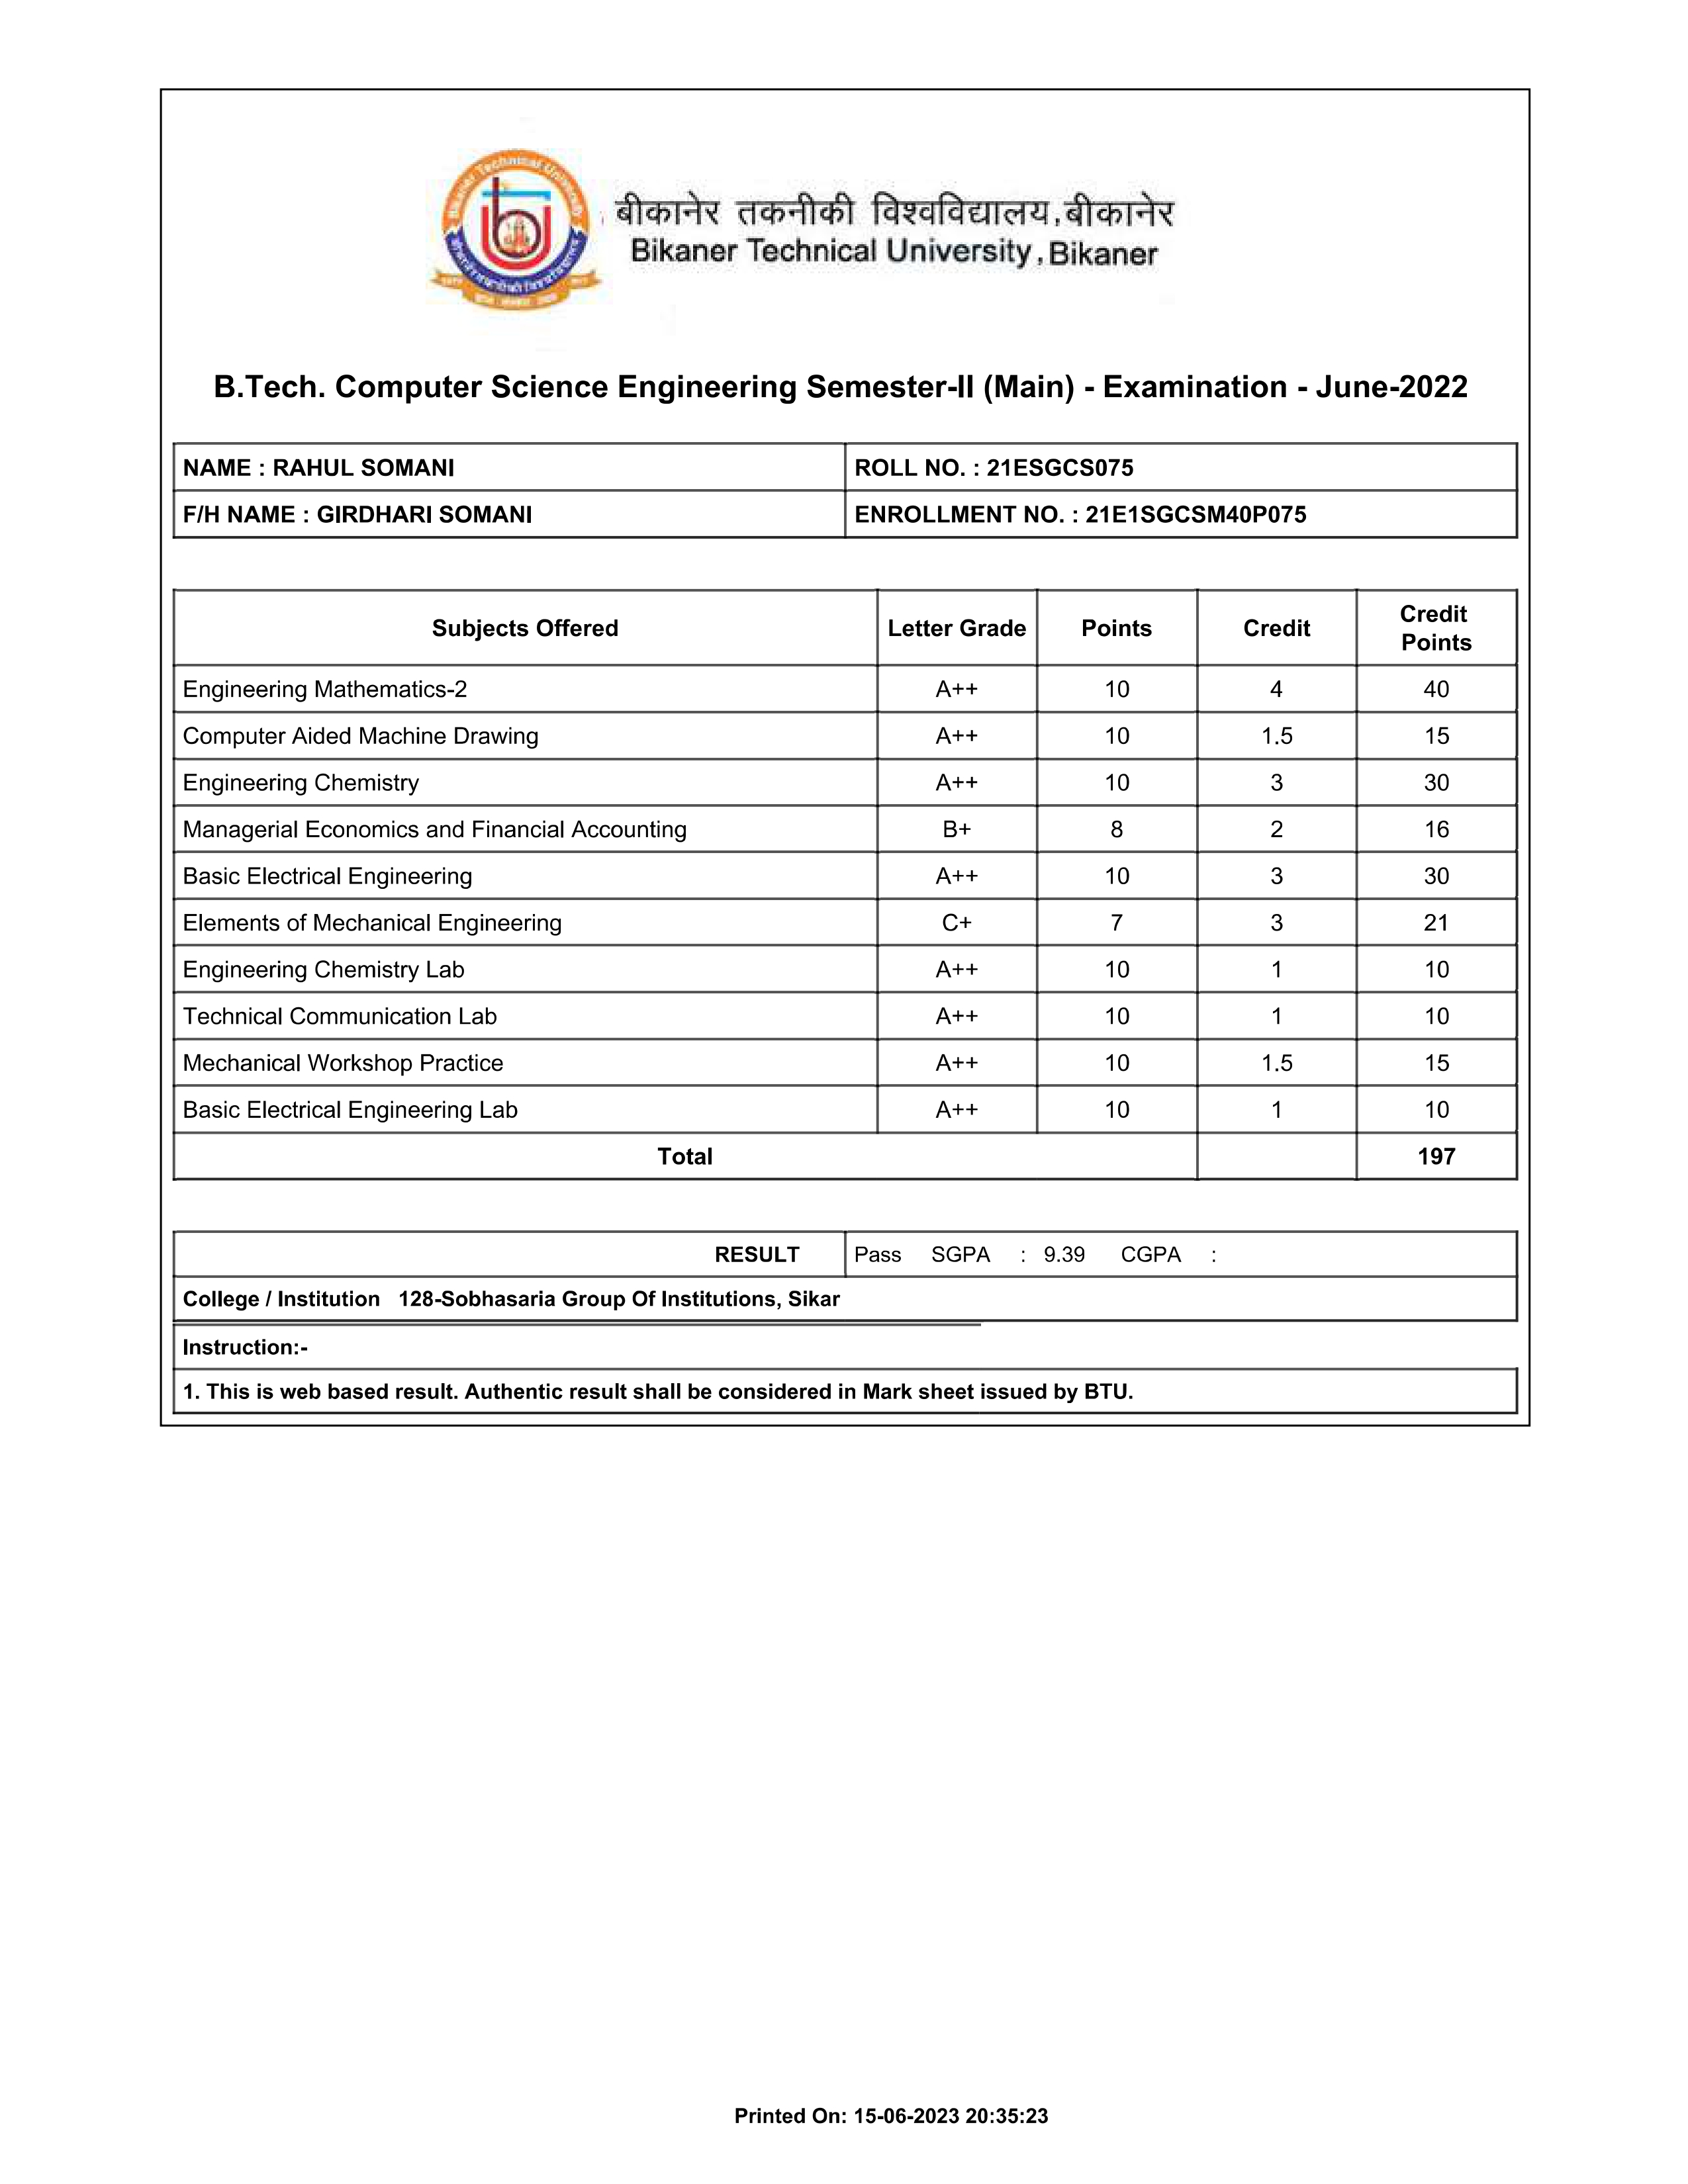 Bikaner Technical University
बीकानेर तकनीकी विश्वविद्यालय,बीकानेर
Bikaner Technical University, Bikaner
B.Tech. Computer Science Engineering Semester-II (Main) - Examination - June-2022
NAME : RAHUL SOMANI ROLL NO. : 21ESGCS075
F/H NAME : GIRDHARI SOMANI ENROLLMENT NO. : 21E1SGCSM40P075
Subjects Offered Letter Grade Points Credit Credit Points
Engineering Mathematics-2 A++ 10 4 40
Computer Aided Machine Drawing A++ 10 1.5 15
Engineering Chemistry A++ 10 3 30
Managerial Economics and Financial Accounting B+ 8 2 16
Basic Electrical Engineering A++ 10 3 30
Elements of Mechanical Engineering C+ 7 3 21
Engineering Chemistry Lab A++ 10 1 10
Technical Communication Lab A++ 10 1 10
Mechanical Workshop Practice A++ 10 1.5 15
Basic Electrical Engineering Lab A++ 10 1 10
Total 197
RESULT Pass SGPA : 9.39 CGPA :
College / Institution 128-Sobhasaria Group Of Institutions, Sikar
Instruction:-
1. This is web based result. Authentic result shall be considered in Mark sheet issued by BTU.
Printed On: 15-06-2023 20:35:23